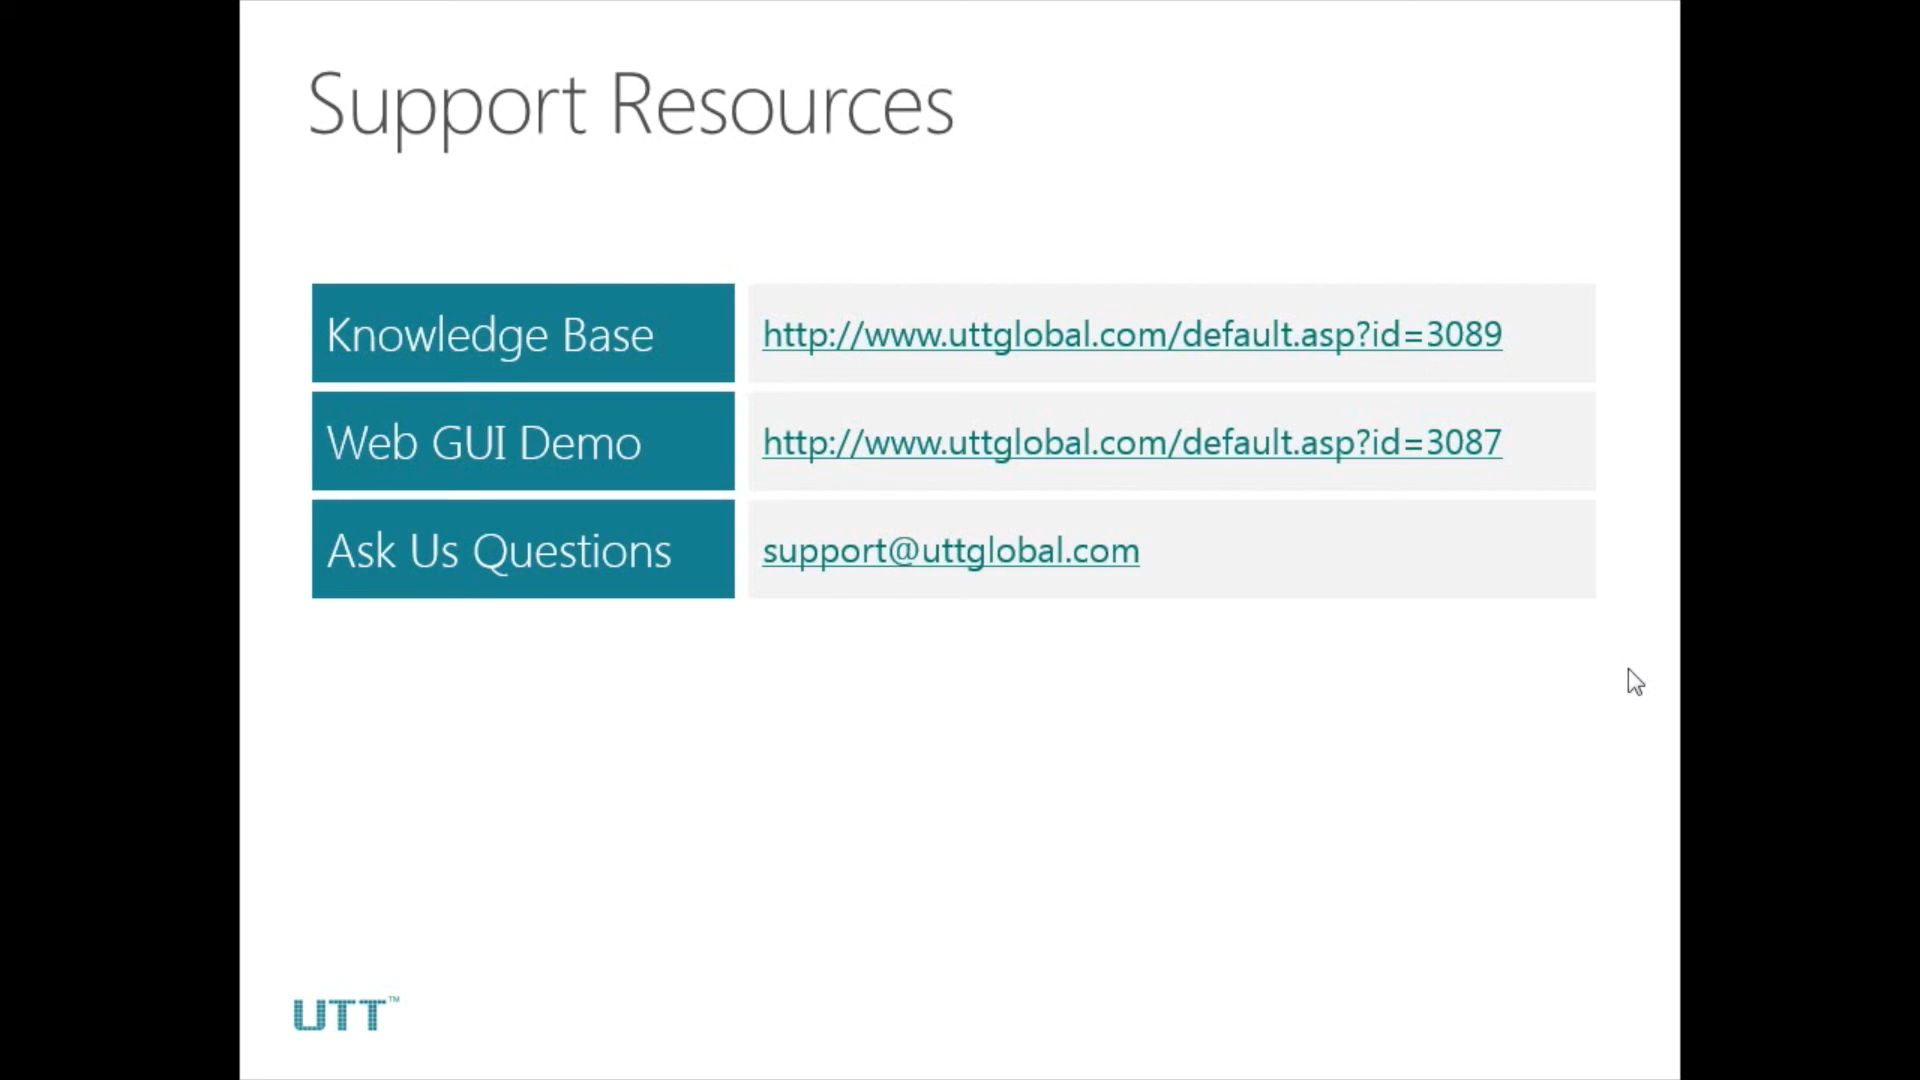 Support Resources
Knowledge Base http://www.uttglobal.com/default.asp?id=3089
Web GUI Demo http://www.uttglobal.com/default.asp?id=3087
Ask Us Questions support@uttglobal.com
UTT™